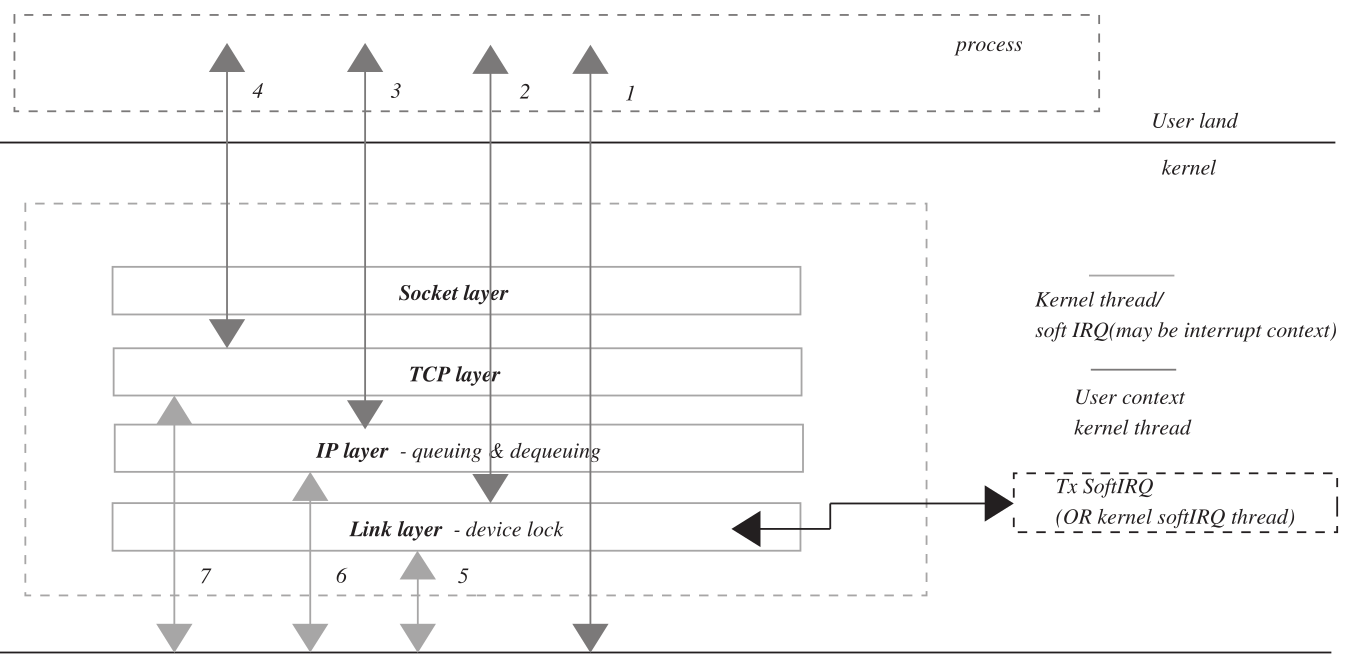 process
4
3
2
1
User land
kernel
Socket layer
Kernel thread/
soft IRQ(may be interrupt context)
TCP layer
User context
kernel thread
IP layer - queuing & dequeuing
Tx SoftIRQ
(OR kernel softIRQ thread)
Link layer - device lock
7
6
5